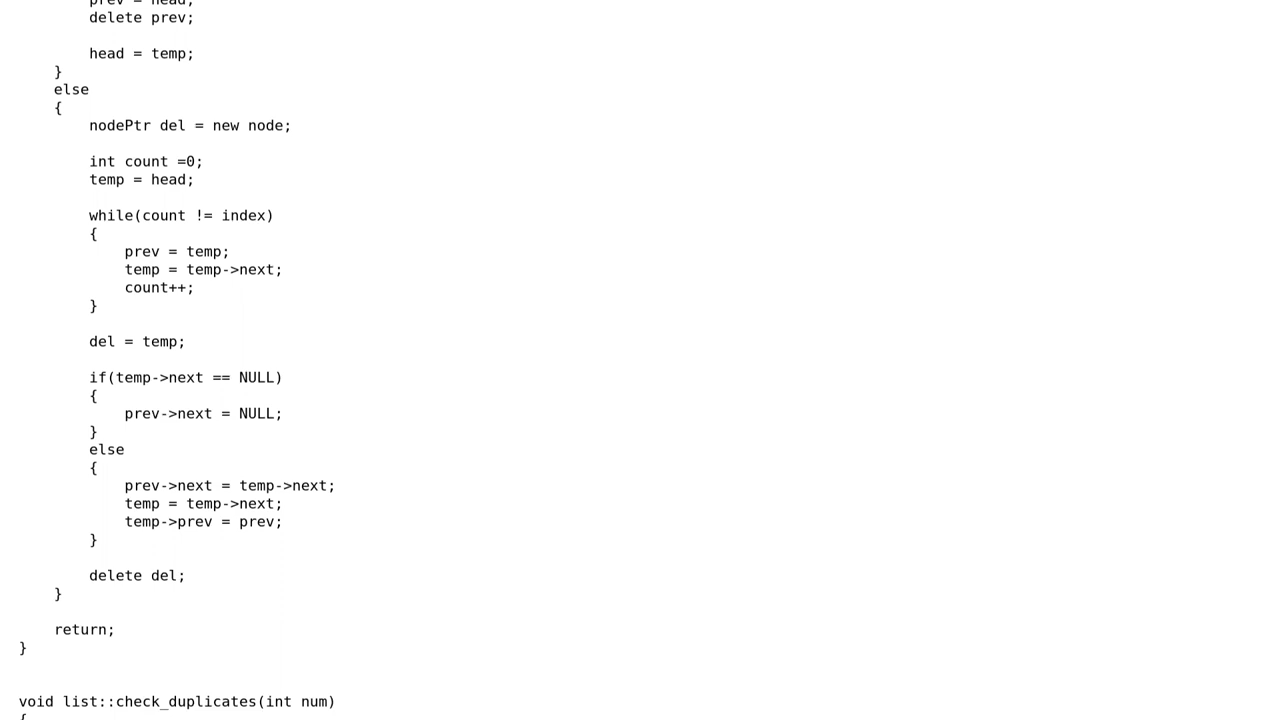 prev = head;
delete prev;
head = temp;
}
else
{
nodePtr del = new node;
int count =0;
temp = head;
while(count != index)
{
prev = temp;
temp = temp->next;
count++;
}
del = temp;
if(temp->next == NULL)
{
prev->next = NULL;
}
else
{
prev->next = temp->next;
temp = temp->next;
temp->prev = prev;
}
delete del;
}
return;
}
void list::check_duplicates(int num)
{